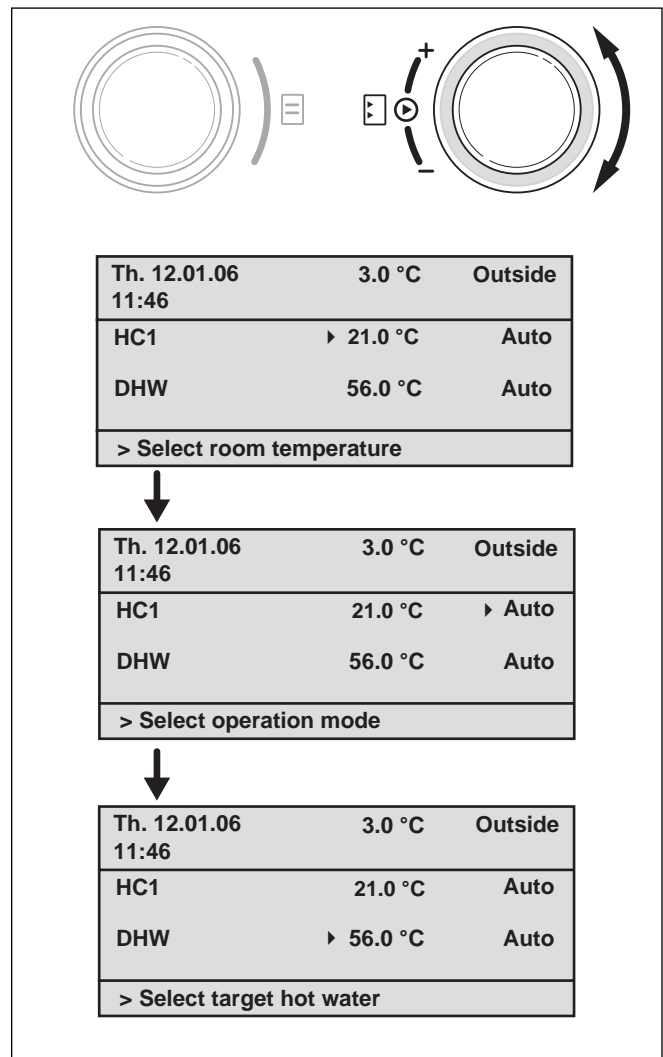 +
−
Th. 12.01.06 3.0 °C Outside
11:46
HC1 21.0 °C Auto
DHW 56.0 °C Auto
> Select room temperature
Th. 12.01.06 3.0 °C Outside
11:46
HC1 21.0 °C Auto
DHW 56.0 °C Auto
> Select operation mode
Th. 12.01.06 3.0 °C Outside
11:46
HC1 21.0 °C Auto
DHW 56.0 °C Auto
> Select target hot water